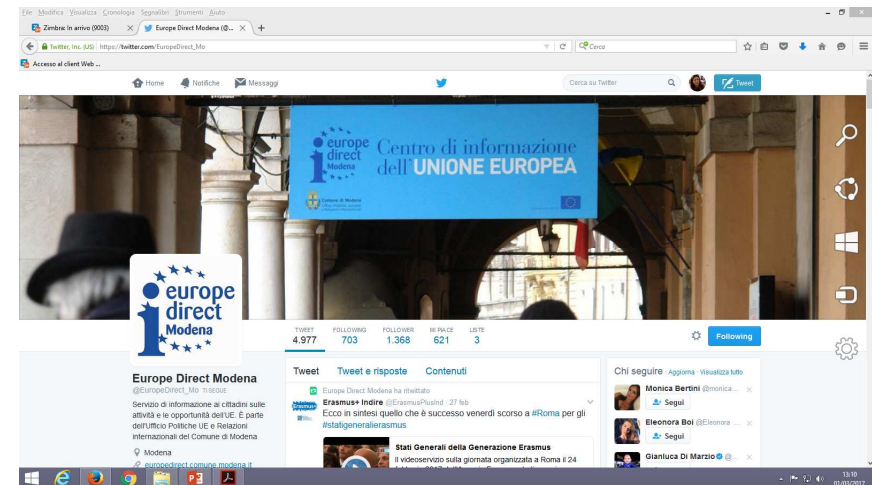 File Modifica Visualizza Cronologia Segnalibri Strumenti Aiuto
Zimbra: In arrivo (9003)
Europe Direct Modena (@...
Twitter, Inc. (US) https://twitter.com/EuropeDirect_Mo
Cerca
Accesso al client Web ...
Home Notifiche Messaggi
Cerca su Twitter
Tweet
europe direct Modena
Centro di informazione
dell'UNIONE EUROPEA
Comune di Modena
europe
direct
Modena
TWEET FOLLOWING FOLLOWER MI PIACE LISTE
4.977 703 1.368 621 3
Following
Europe Direct Modena
@EuropeDirect_Mo TI SEGUE
Servizio di informazione ai cittadini sulle
attività e le opportunità dell'UE. È parte
dell'Ufficio Politiche UE e Relazioni
internazionali del Comune di Modena
Modena
europedirect.comune.modena.it
Tweet Tweet e risposte Contenuti
Europe Direct Modena ha ritwittato
Erasmus+
Erasmus+ Indire @ErasmusPlusInd · 27 feb
Ecco in sintesi quello che è successo venerdì scorso a #Roma per gli
#statigeneralierasmus
Stati Generali della Generazione Erasmus
Il videoservizio sulla giornata organizzata a Roma il 24
Chi seguire · Aggiorna · Visualizza tutto
Monica Bertini @monica...
Segui
Eleonora Boi @Eleonora ...
Segui
Gianluca Di Marzio @...
13:10
01/03/2017